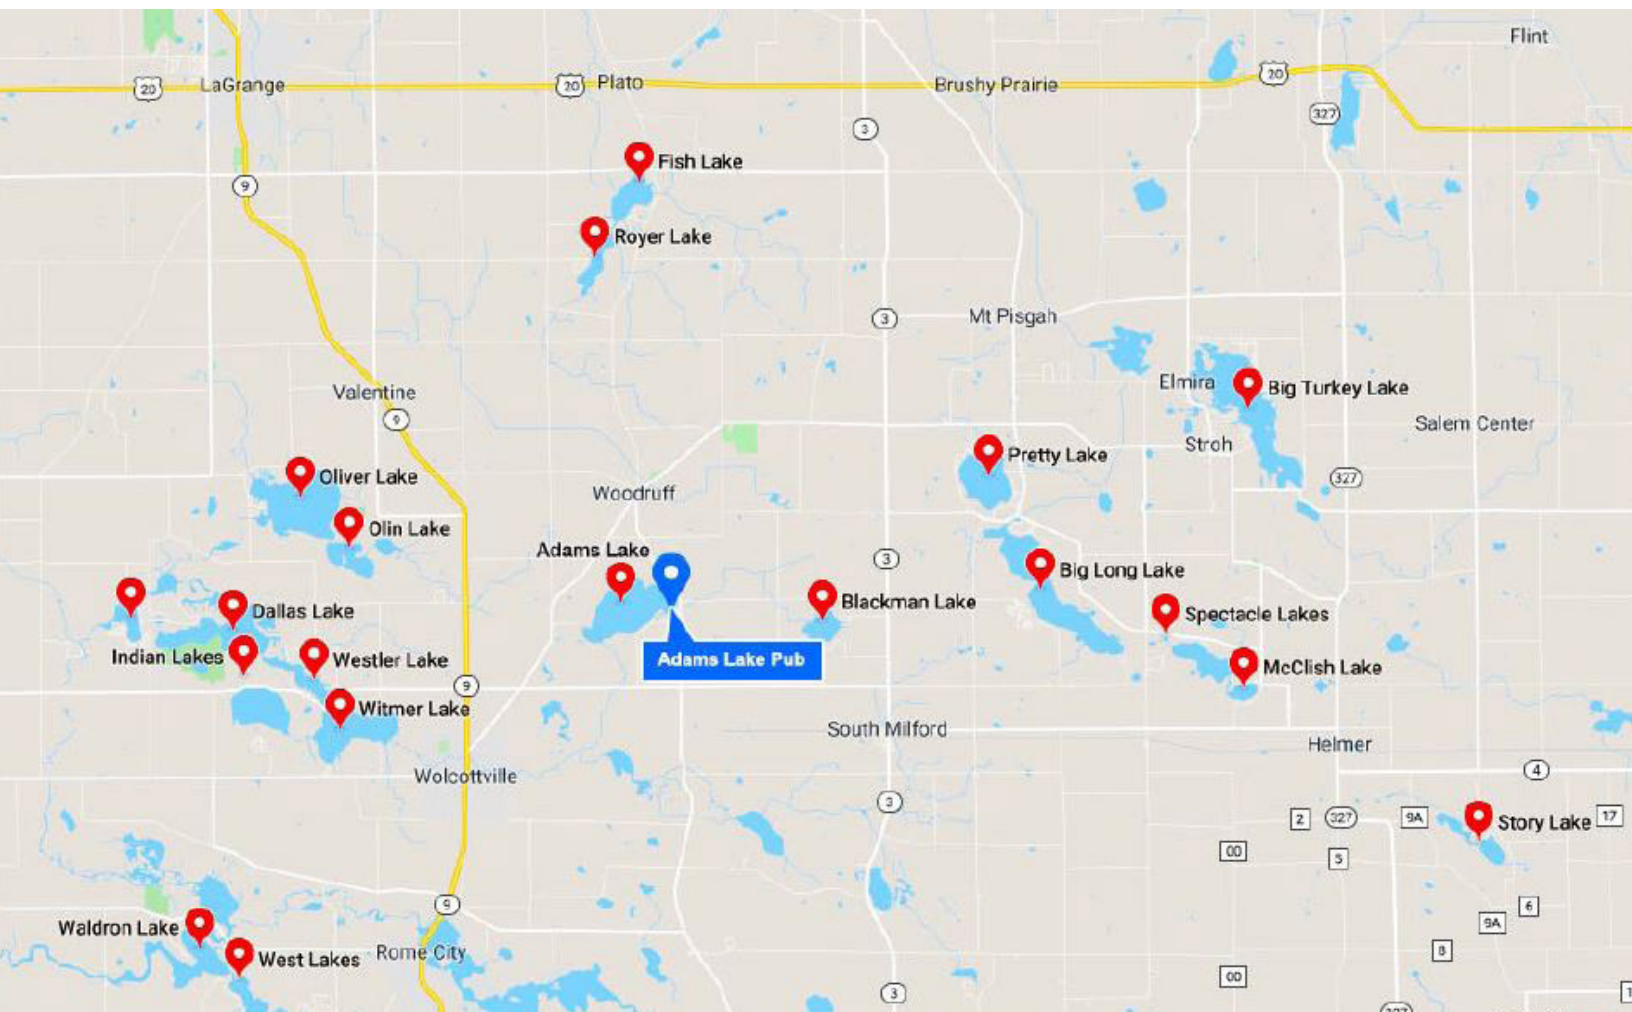 Flint
20
LaGrange
20
Plato
Brushy Prairie
20
327
3
Fish Lake
9
Royer Lake
3
Mt Pisgah
Elmira
Big Turkey Lake
Valentine
9
Salem Center
Stroh
Pretty Lake
Oliver Lake
327
Woodruff
Olin Lake
Adams Lake
3
Big Long Lake
Blackman Lake
Dallas Lake
Spectacle Lakes
Indian Lakes
Westler Lake
Adams Lake Pub
McClish Lake
9
Witmer Lake
South Milford
Helmer
Wolcottville
4
3
2
327
9A
Story Lake
17
00
5
9
6
9A
Waldron Lake
8
West Lakes
Rome City
00
3
1
327